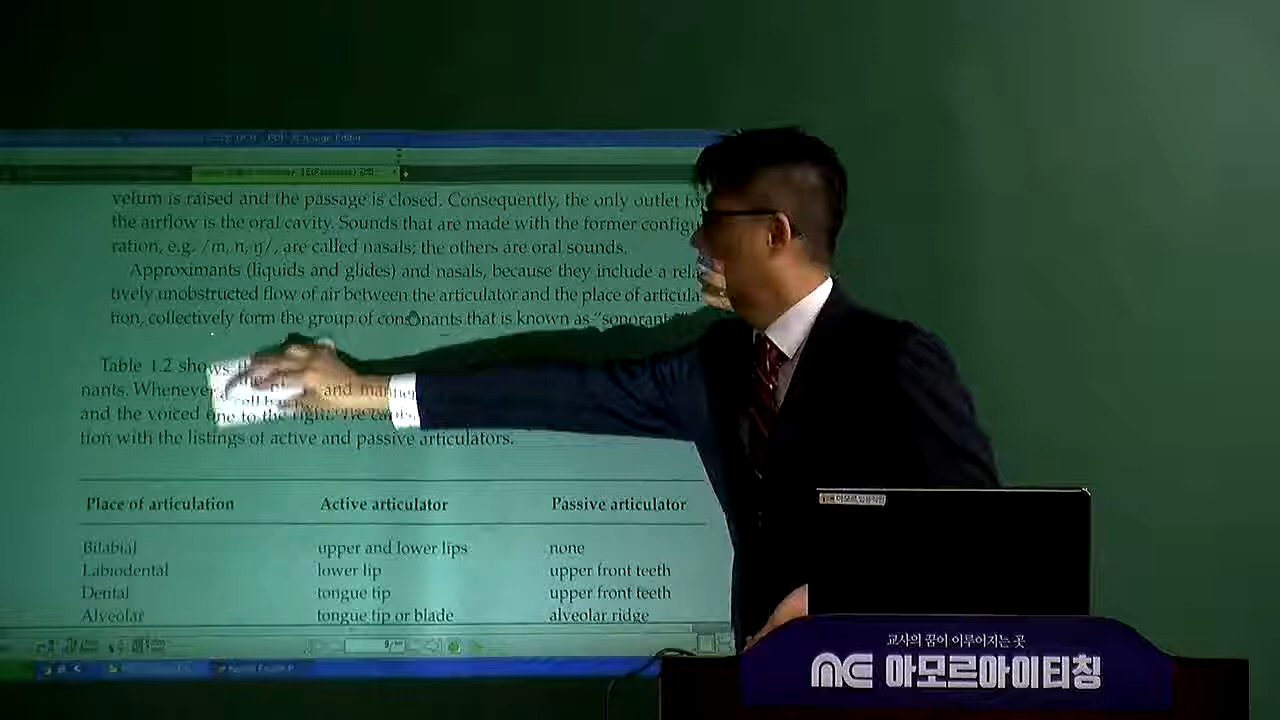 velum is raised and the passage is closed. Consequently, the only outlet
the airflow is the oral cavity. Sounds that are made with the former configu
ration, e.g. /m, n, ŋ/, are called nasals; the others are oral sounds.
Approximants (liquids and glides) and nasals, because they include a rela
tively unobstructed flow of air between the articulator and the place of articula
tion, collectively form the group of consonants that is known as "sonorants"
Table 1.2 shows
nants. Whenever a cell and manner
and the voiced one to the right. We
tion with the listings of active and passive articulators.
Place of articulation Active articulator Passive articulator
Bilabial upper and lower lips none
Labiodental lower lip upper front teeth
Dental tongue tip upper front teeth
Alveolar tongue tip or blade alveolar ridge
교사의 꿈이 이루어지는 곳
아모르아이티칭